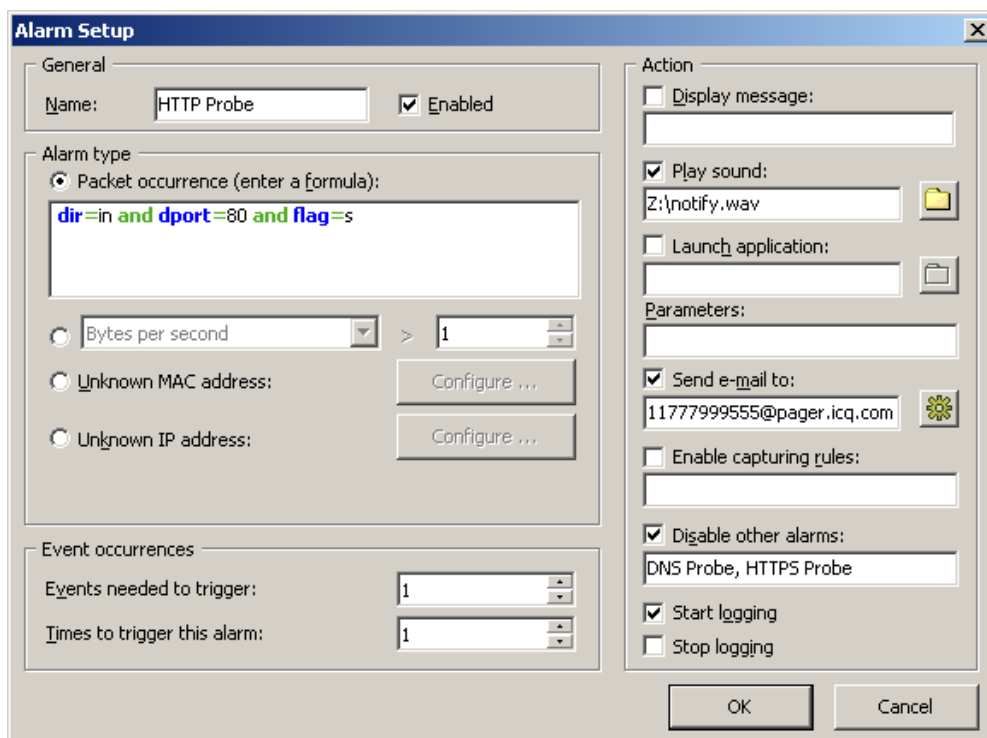 Alarm Setup
General
Name: HTTP Probe Enabled
Alarm type
Packet occurrence (enter a formula):
dir=in and dport=80 and flag=s
Bytes per second > 1
Unknown MAC address: Configure ...
Unknown IP address: Configure ...
Event occurrences
Events needed to trigger: 1
Times to trigger this alarm: 1
Action
Display message:
Play sound:
Z:\notify.wav
Launch application:
Parameters:
Send e-mail to:
11777999555@pager.icq.com
Enable capturing rules:
Disable other alarms:
DNS Probe, HTTPS Probe
Start logging
Stop logging
OK Cancel